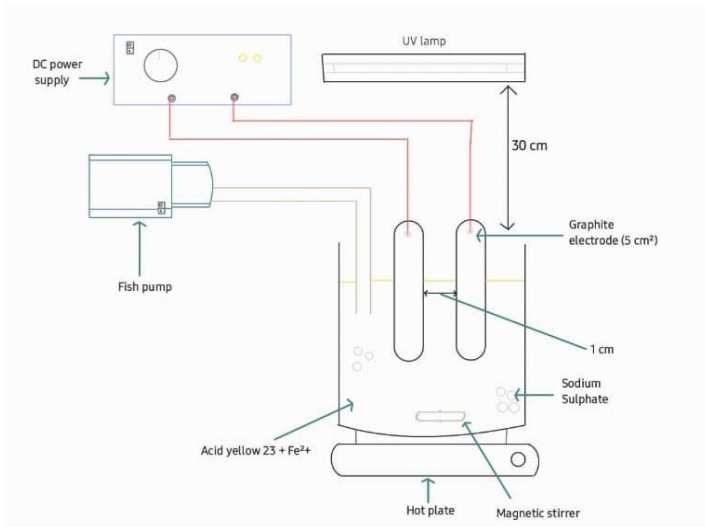 UV lamp
DC power
supply
30 cm
Graphite
electrode (5 cm²)
Fish pump
1 cm
Sodium
Sulphate
Acid yellow 23 + Fe²+
Hot plate
Magnetic stirrer